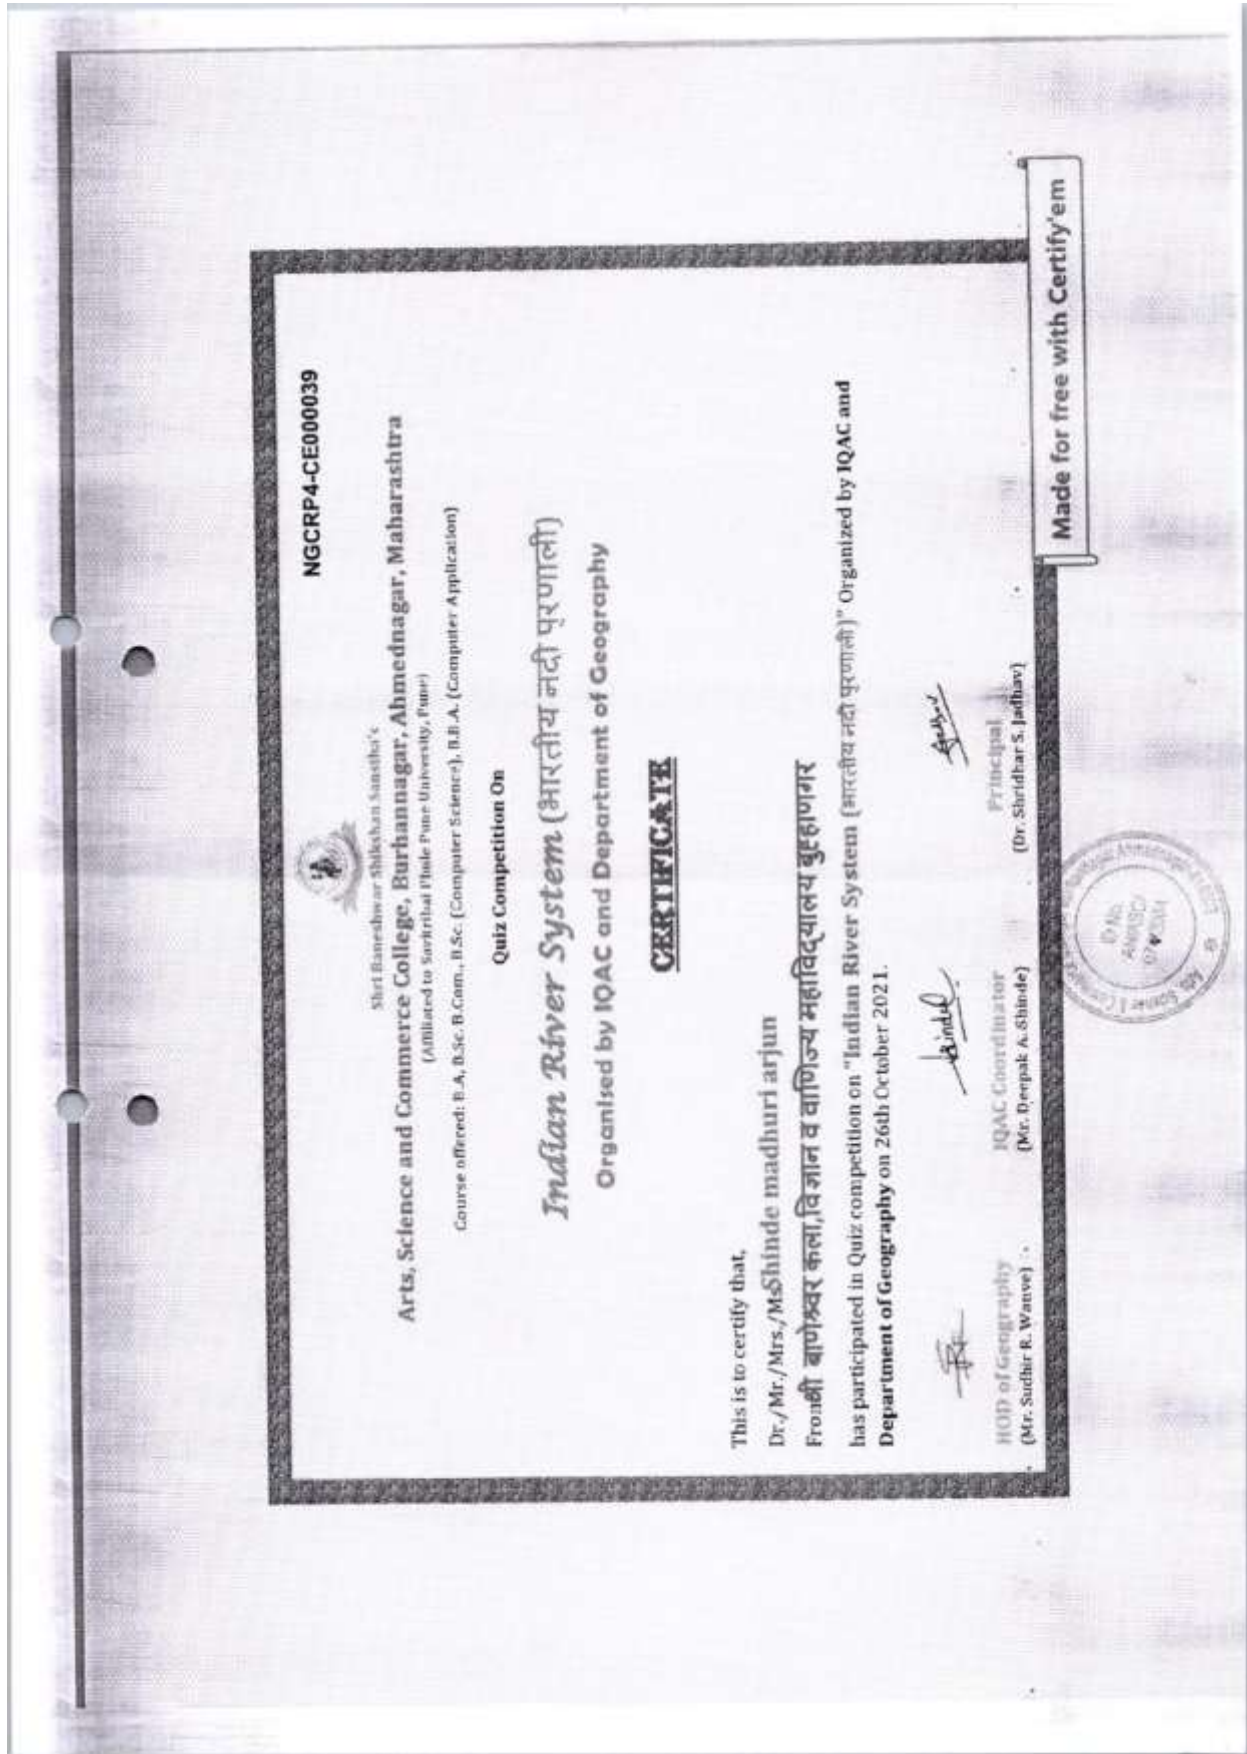 NGCRP4-CE000039
Shri Baneshwar Shikshan Sanstha's
Arts, Science and Commerce College, Burhannagar, Ahmednagar, Maharashtra
(Affiliated to Savitribai Phule Pune University, Pune)
Course offered: B.A, B.Sc. B.Com., B.Sc. (Computer Science), B.B.A. (Computer Application)
Quiz Competition On
Indian River System (भारतीय नदी प्रणाली)
Organised by IQAC and Department of Geography
CERTIFICATE
This is to certify that,
Dr./Mr./Mrs./MsShinde madhuri arjun
Fromश्री बाणेश्वर कला,विज्ञान व वाणिज्य महाविद्यालय बुऱ्हाणनगर
has participated in Quiz competition on "Indian River System (भारतीय नदी प्रणाली)" Organized by IQAC and
Department of Geography on 26th October 2021.
Shinde Jadhav
HOD of Geography IQAC Coordinator Principal
(Mr. Sudhir R. Wanve) (Mr. Deepak A. Shinde) (Dr. Shridhar S. Jadhav)
Made for free with Certify'em